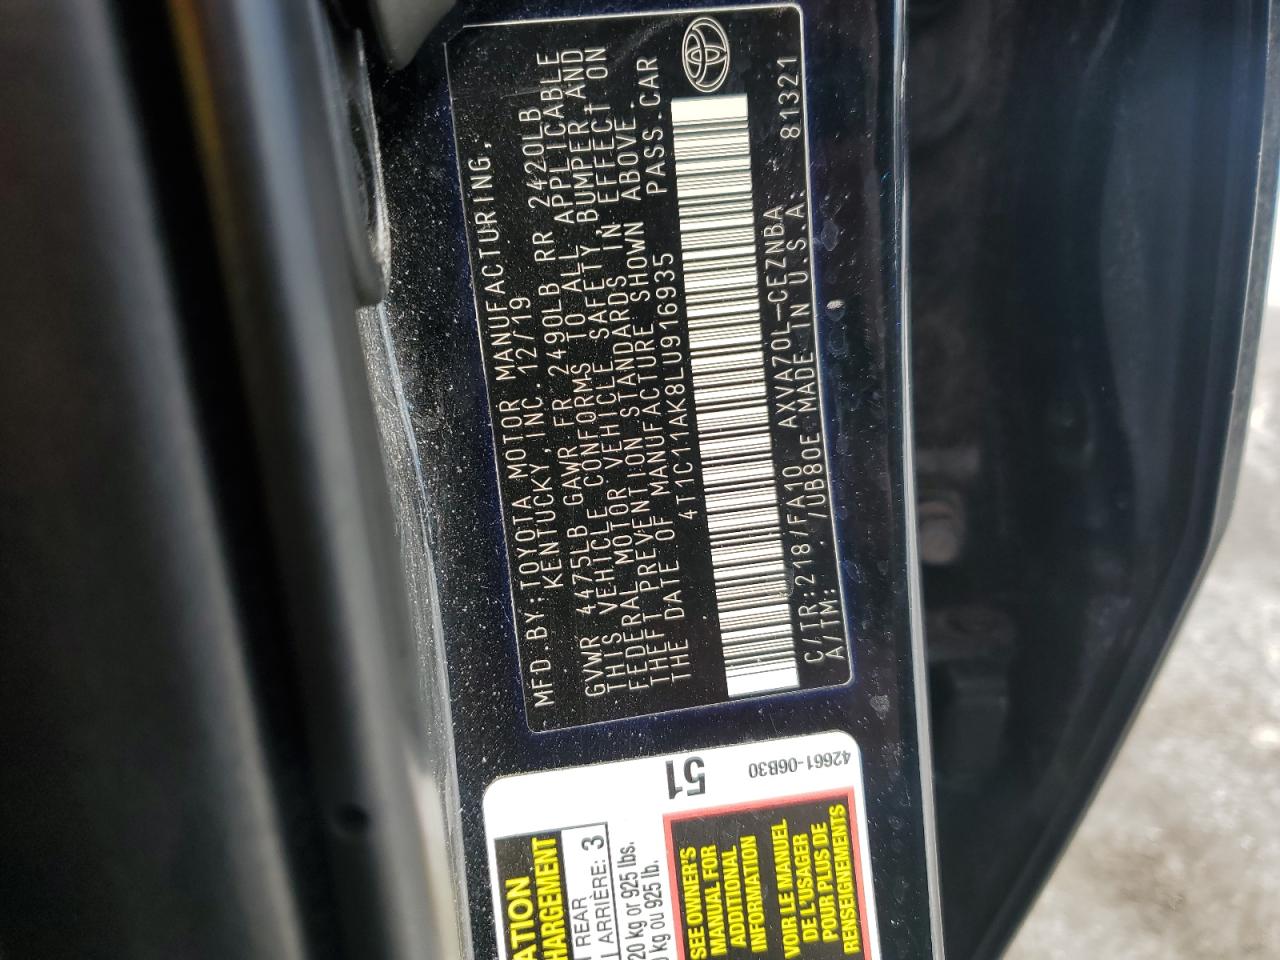 MFD.BY:TOYOTA MOTOR MANUFACTURING,
KENTUCKY INC. 12/19
GVWR 4475LB GAWR FR 2490LB RR 2420LB
THIS VEHICLE CONFORMS TO ALL APPLICABLE
FEDERAL MOTOR VEHICLE SAFETY, BUMPER, AND
THEFT PREVENTION STANDARDS IN EFFECT ON
THE DATE OF MANUFACTURE SHOWN ABOVE.
4T1C11AK8LU916935 PASS.CAR
C/TR:218/FA10 AXVA70L-CEZNBA
A/TM: /UB80E MADE IN U.S.A. 81321
51
42661-06B30
ATION
HARGEMENT
REAR
ARRIÈRE: 3
20 kg or 925 lbs.
kg ou 925 lb.
SEE OWNER'S
MANUAL FOR
ADDITIONAL
INFORMATION
VOIR LE MANUEL
DE L'USAGER
POUR PLUS DE
RENSEIGNEMENTS